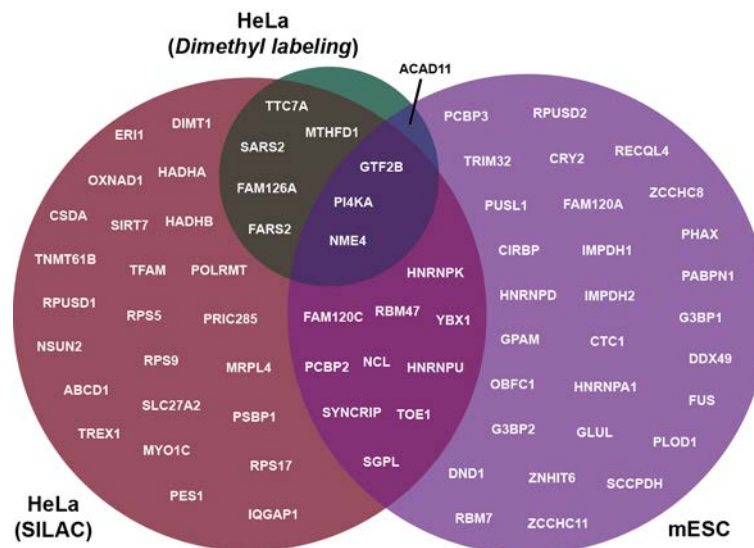 HeLa
(Dimethyl labeling)
ACAD11
TTC7A
MTHFD1
SARS2
FAM126A
FARS2
GTF2B
PI4KA
NME4
ERI1
DIMT1
OXNAD1
HADHA
CSDA
SIRT7
HADHB
TNMT61B
TFAM
POLRMT
RPUSD1
RPS5
PRIC285
NSUN2
RPS9
MRPL4
ABCD1
SLC27A2
PSBP1
TREX1
MYO1C
RPS17
PES1
IQGAP1
HeLa
(SILAC)
HNRNPK
FAM120C
RBM47
YBX1
PCBP2
NCL
HNRNPU
SYNCRIP
TOE1
SGPL
PCBP3
RPUSD2
TRIM32
CRY2
RECQL4
PUSL1
FAM120A
ZCCHC8
CIRBP
IMPDH1
PHAX
HNRNPD
IMPDH2
PABPN1
GPAM
CTC1
G3BP1
OBFC1
HNRNPA1
DDX49
FUS
G3BP2
GLUL
PLOD1
DND1
ZNHIT6
SCCPDH
RBM7
ZCCHC11
mESC